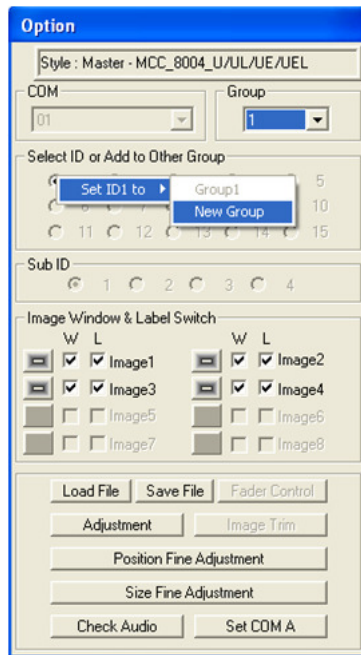 Option
Style : Master - MCC_8004_U/UL/UE/UEL
COM Group
01 1
Select ID or Add to Other Group
Set ID1 to Group1 5
New Group 10
11 12 13 14 15
Sub ID
1 2 3 4
Image Window & Label Switch
W L W L
Image1 Image2
Image3 Image4
Image5 Image6
Image7 Image8
Load File Save File Fader Control
Adjustment Image Trim
Position Fine Adjustment
Size Fine Adjustment
Check Audio Set COM A